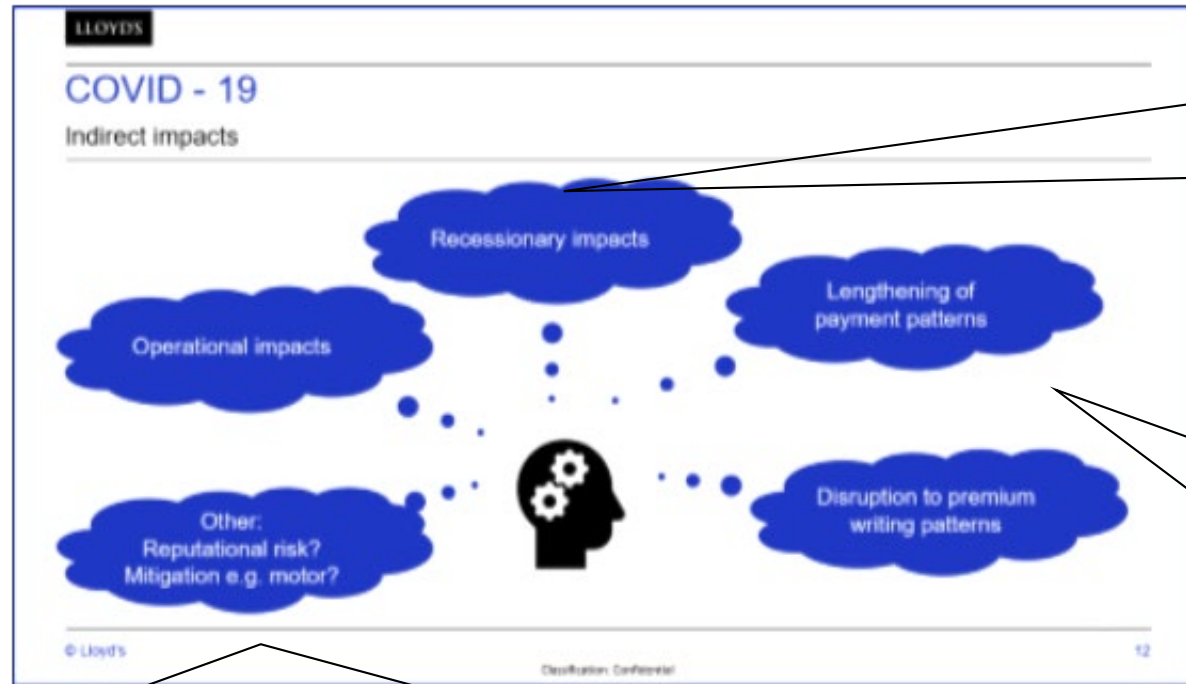 LLOYD'S
COVID - 19
Indirect impacts
Recessionary impacts
Lengthening of
payment patterns
Operational impacts
Disruption to premium
writing patterns
Other:
Reputational risk?
Mitigation e.g. motor?
© Lloyd's
12
Classification: Confidential